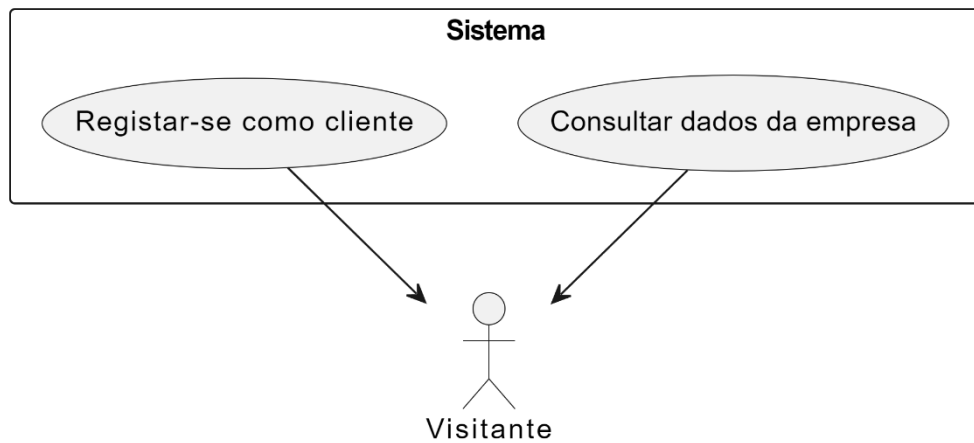 Sistema
Registar-se como cliente
Consultar dados da empresa
Visitante